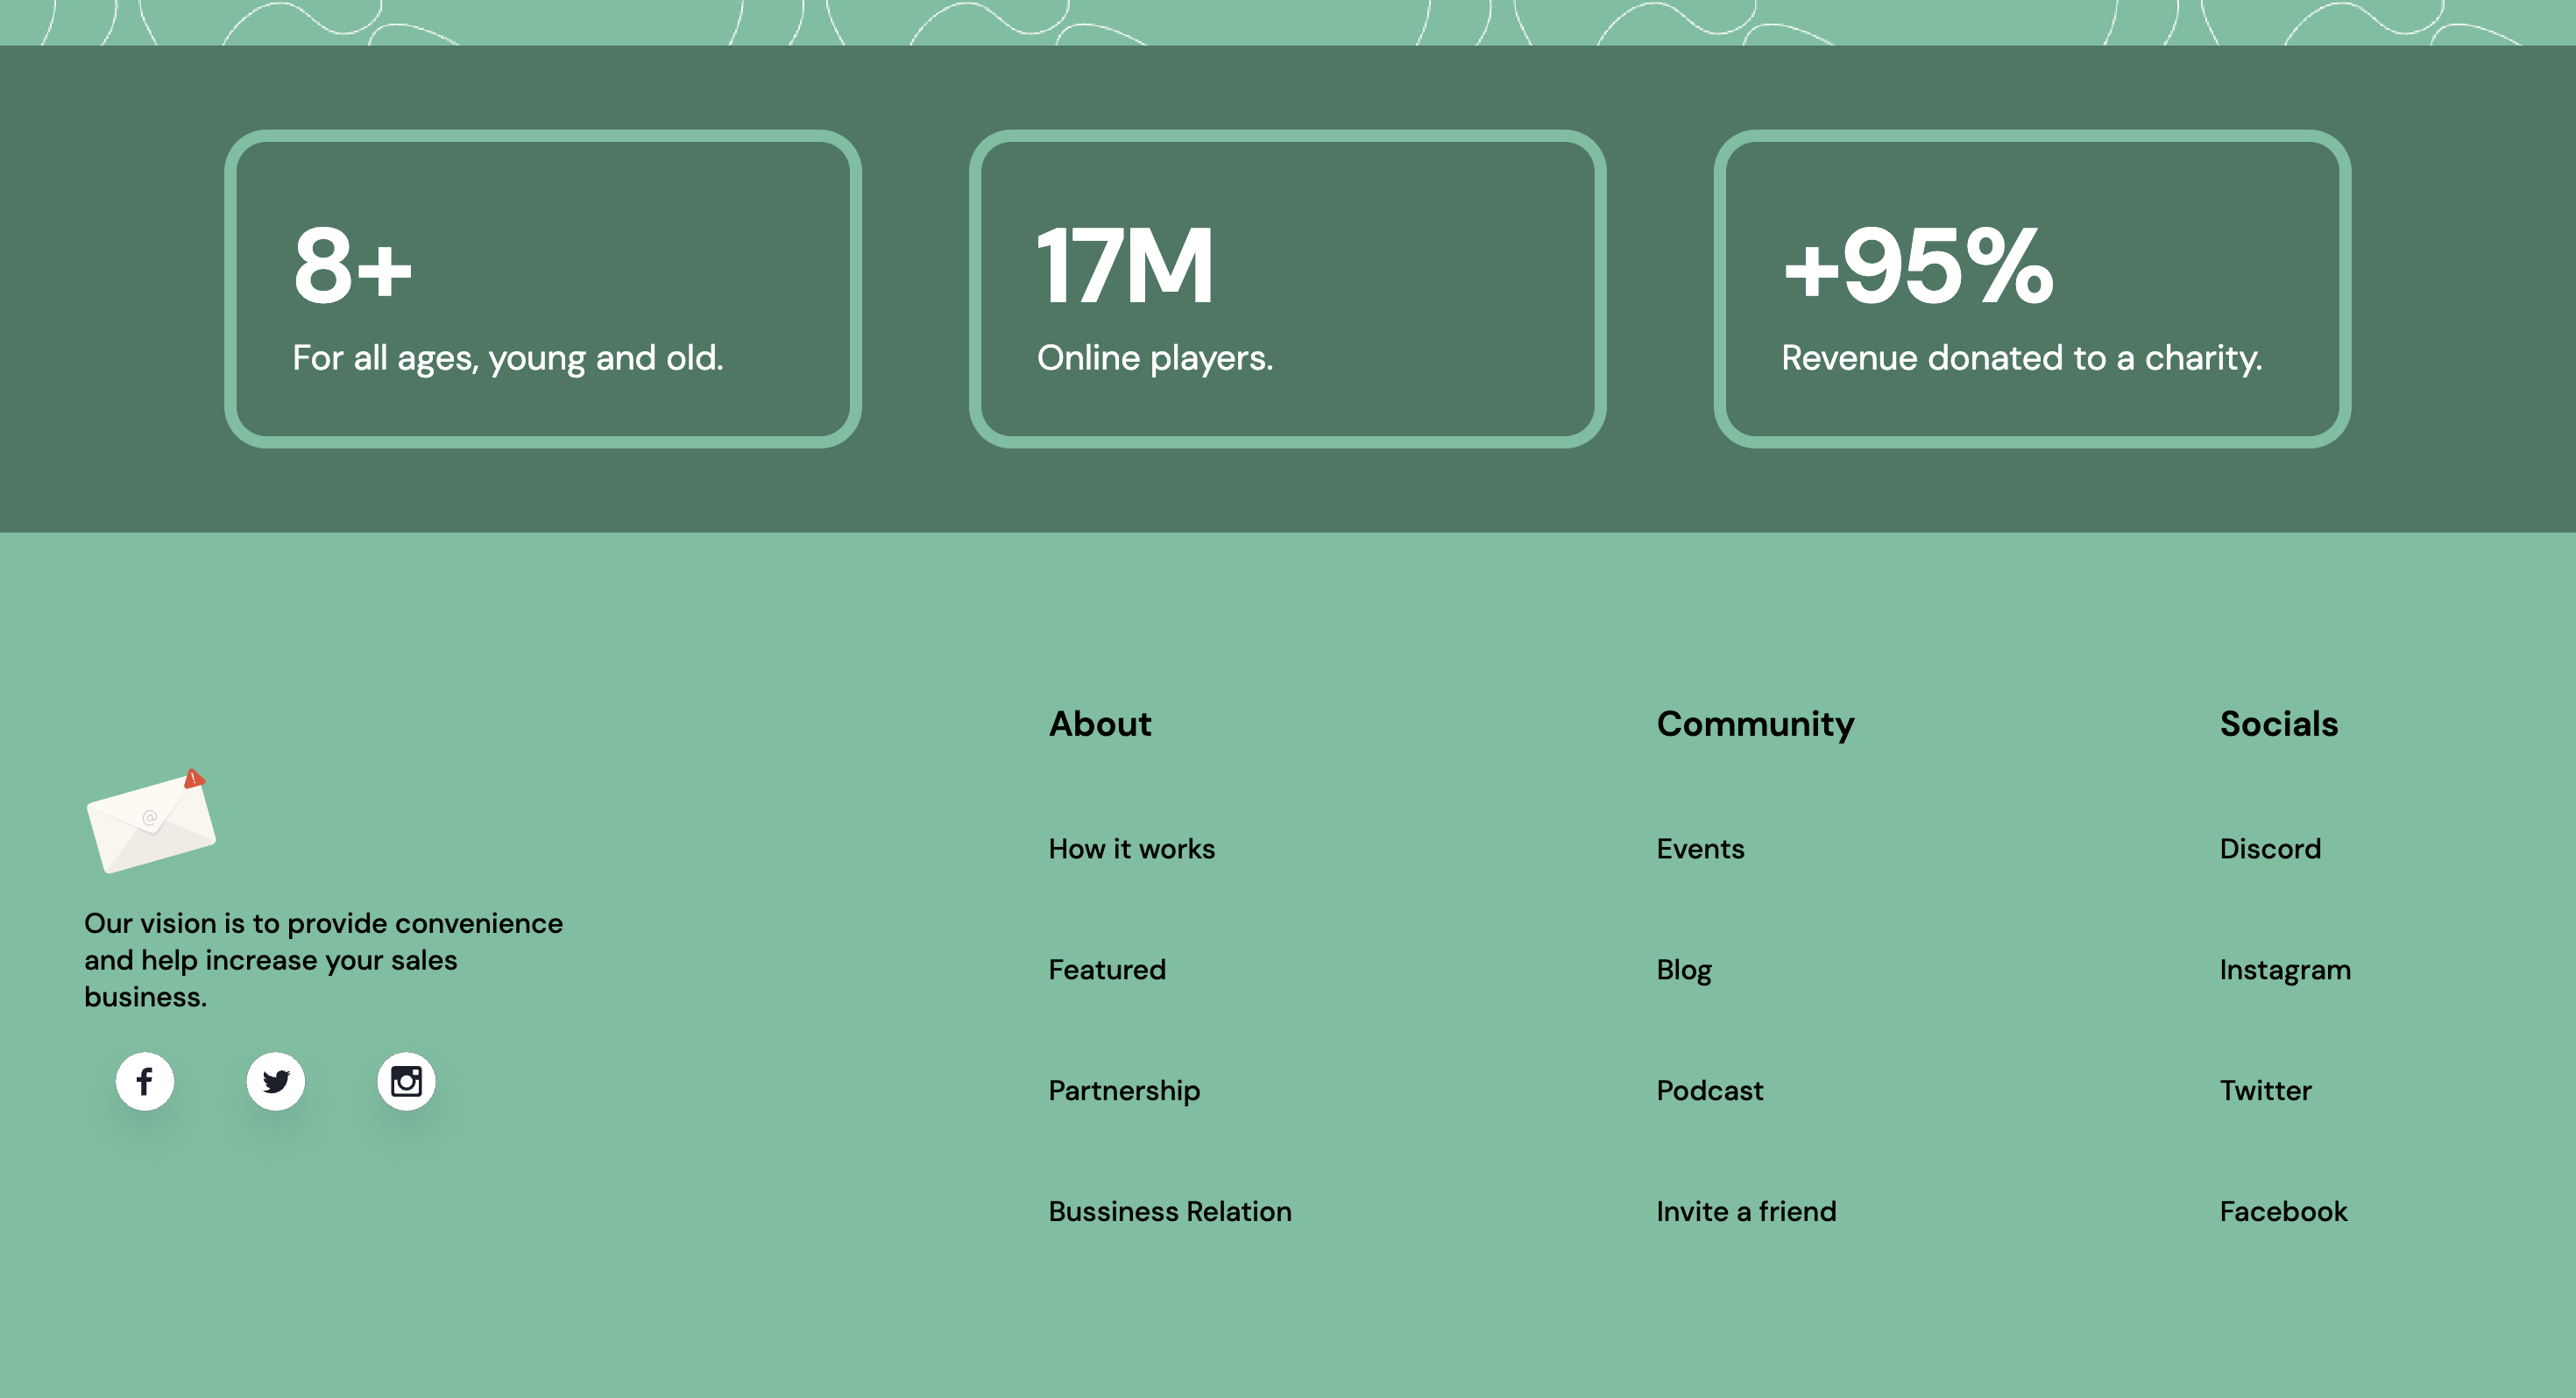 8+
For all ages, young and old.
17M
Online players.
+95%
Revenue donated to a charity.
@
Our vision is to provide convenience
and help increase your sales
business.
About
How it works
Featured
Partnership
Bussiness Relation
Community
Events
Blog
Podcast
Invite a friend
Socials
Discord
Instagram
Twitter
Facebook